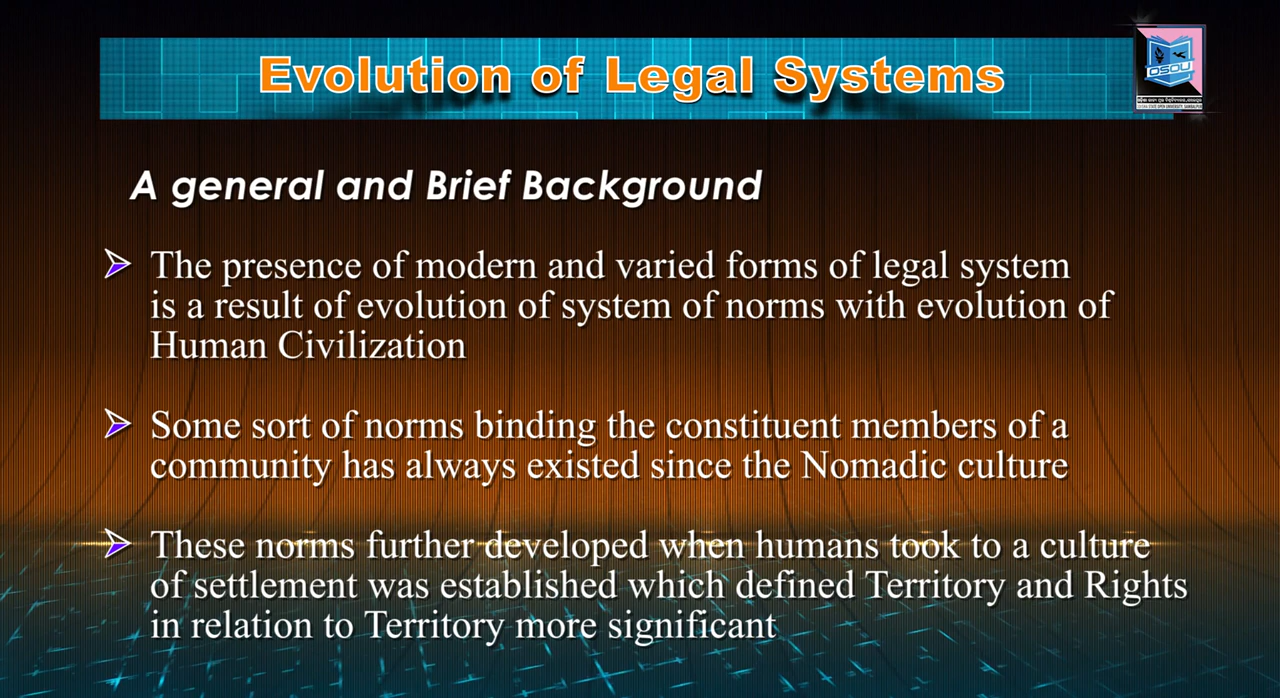 Evolution of Legal Systems
OSOU
A general and Brief Background
The presence of modern and varied forms of legal system
is a result of evolution of system of norms with evolution of
Human Civilization
Some sort of norms binding the constituent members of a
community has always existed since the Nomadic culture
These norms further developed when humans took to a culture
of settlement was established which defined Territory and Rights
in relation to Territory more significant